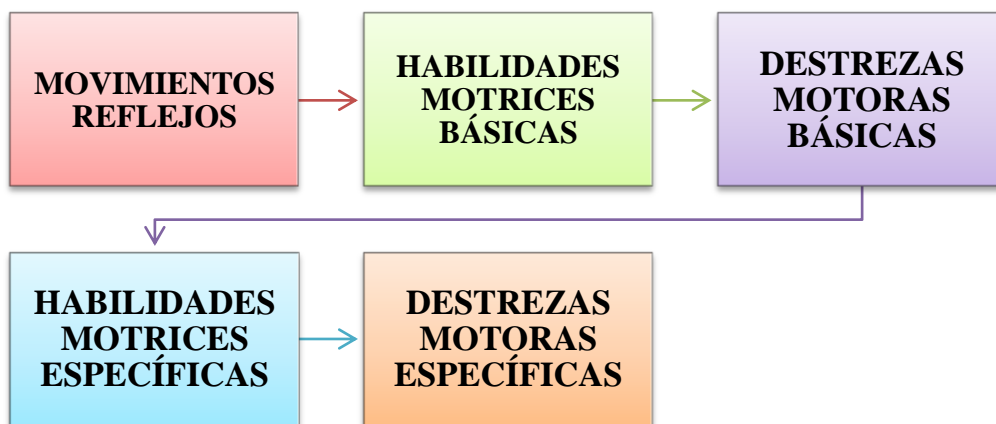 MOVIMIENTOS
REFLEJOS
HABILIDADES
MOTRICES
BÁSICAS
DESTREZAS
MOTORAS
BÁSICAS
HABILIDADES
MOTRICES
ESPECÍFICAS
DESTREZAS
MOTORAS
ESPECÍFICAS